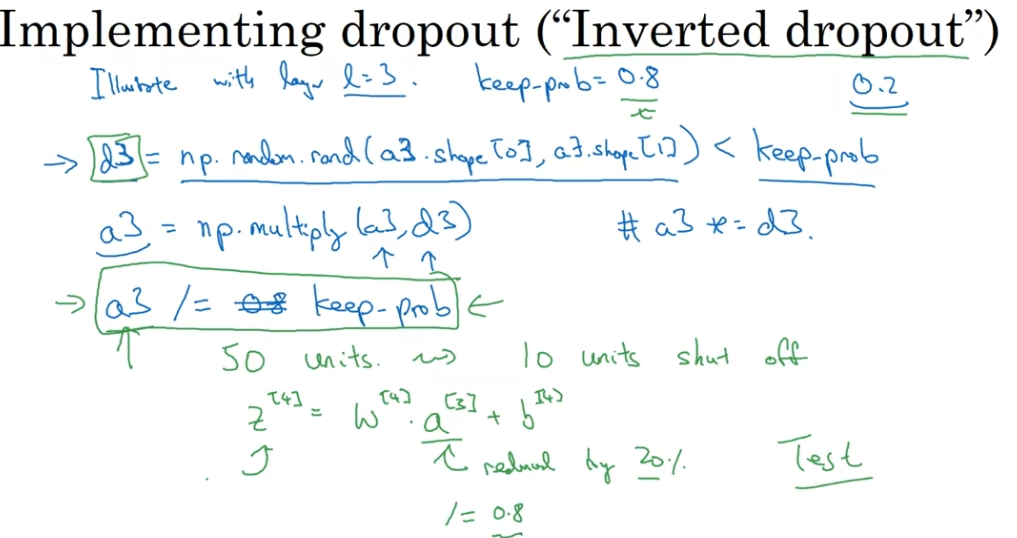 Implementing dropout (“Inverted dropout”)
Illustrate with layer l=3. keep-prob= 0.8 0.2
→ d3 = np.random.rand(a3.shape[0], a3.shape[1]) < keep-prob
a3 = np.multiply(a3, d3) # a3 *= d3.
→ a3 /= 0.8 keep-prob ←
50 units. ⇝ 10 units shut off
z[4] = W[4] · a[3] + b[4]
reduced by 20%. Test
/= 0.8